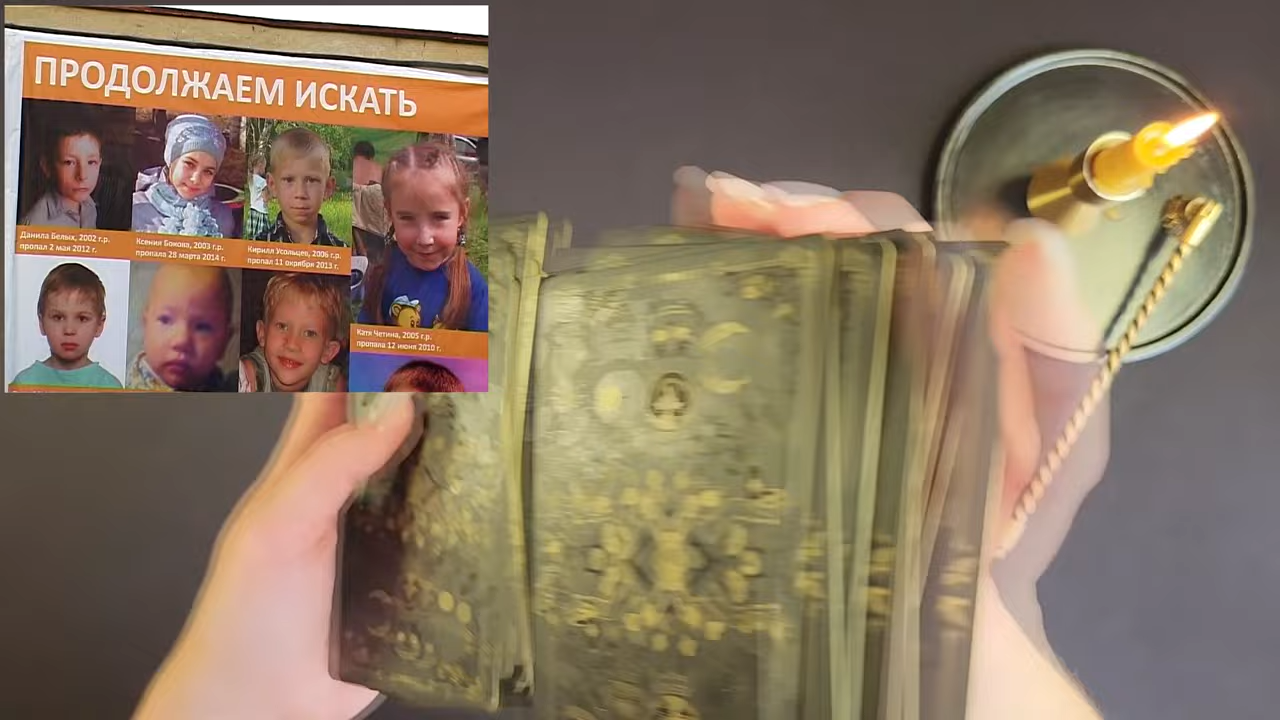 ПРОДОЛЖАЕМ ИСКАТЬ
Данила Белых, 2002 г.р.
пропал 2 мая 2012 г.
Ксения Бокова, 2003 г.р.
пропала 28 марта 2014 г.
Кирилл Усольцев, 2006 г.р.
пропал 11 октября 2013 г.
Катя Четина, 2005 г.р.
пропала 12 июня 2010 г.